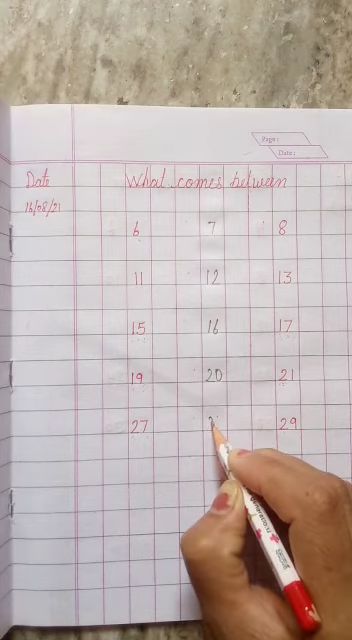 Page:
Date:
Date What comes between
16/08/21
6 7 8
11 12 13
15 16 17
19 20 21
27 2 29